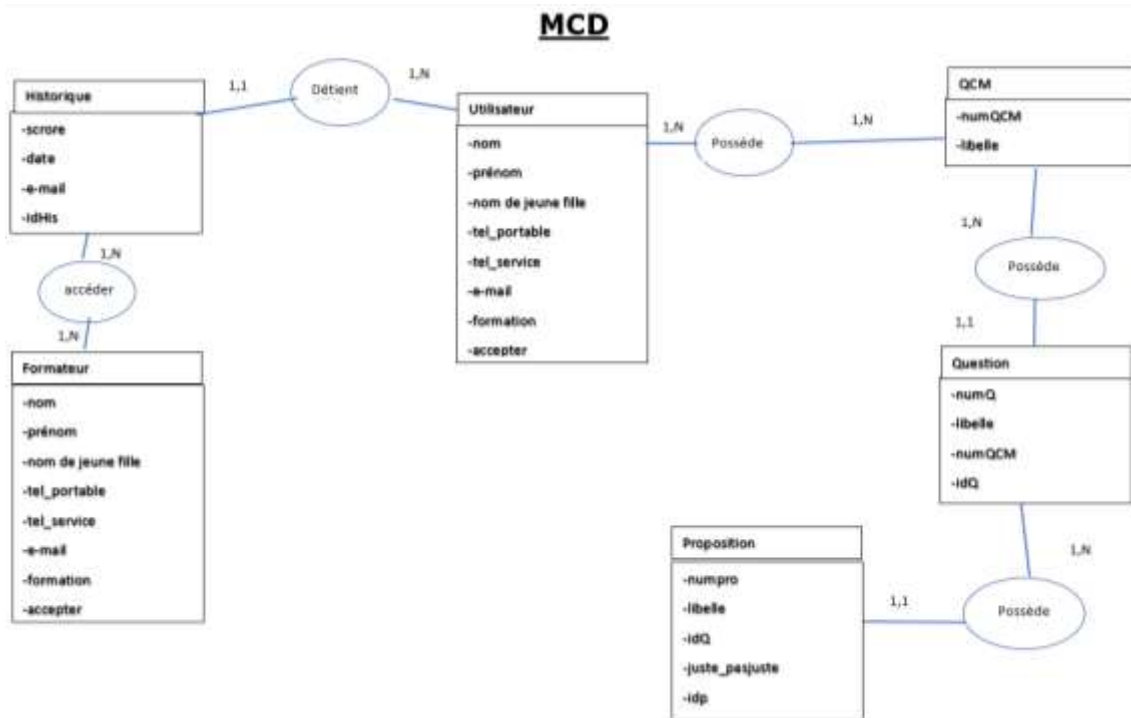 MCD
Historique
-scrore
-date
-e-mail
-idHis
1,1
Détient
1,N
Utilisateur
-nom
-prénom
-nom de jeune fille
-tel_portable
-tel_service
-e-mail
-formation
-accepter
1,N
Possède
1,N
QCM
-numQCM
-libelle
1,N
Possède
1,1
Question
-numQ
-libelle
-numQCM
-idQ
1,N
Possède
1,1
Proposition
-numpro
-libelle
-idQ
-juste_pasjuste
-idp
1,N
accéder
1,N
Formateur
-nom
-prénom
-nom de jeune fille
-tel_portable
-tel_service
-e-mail
-formation
-accepter